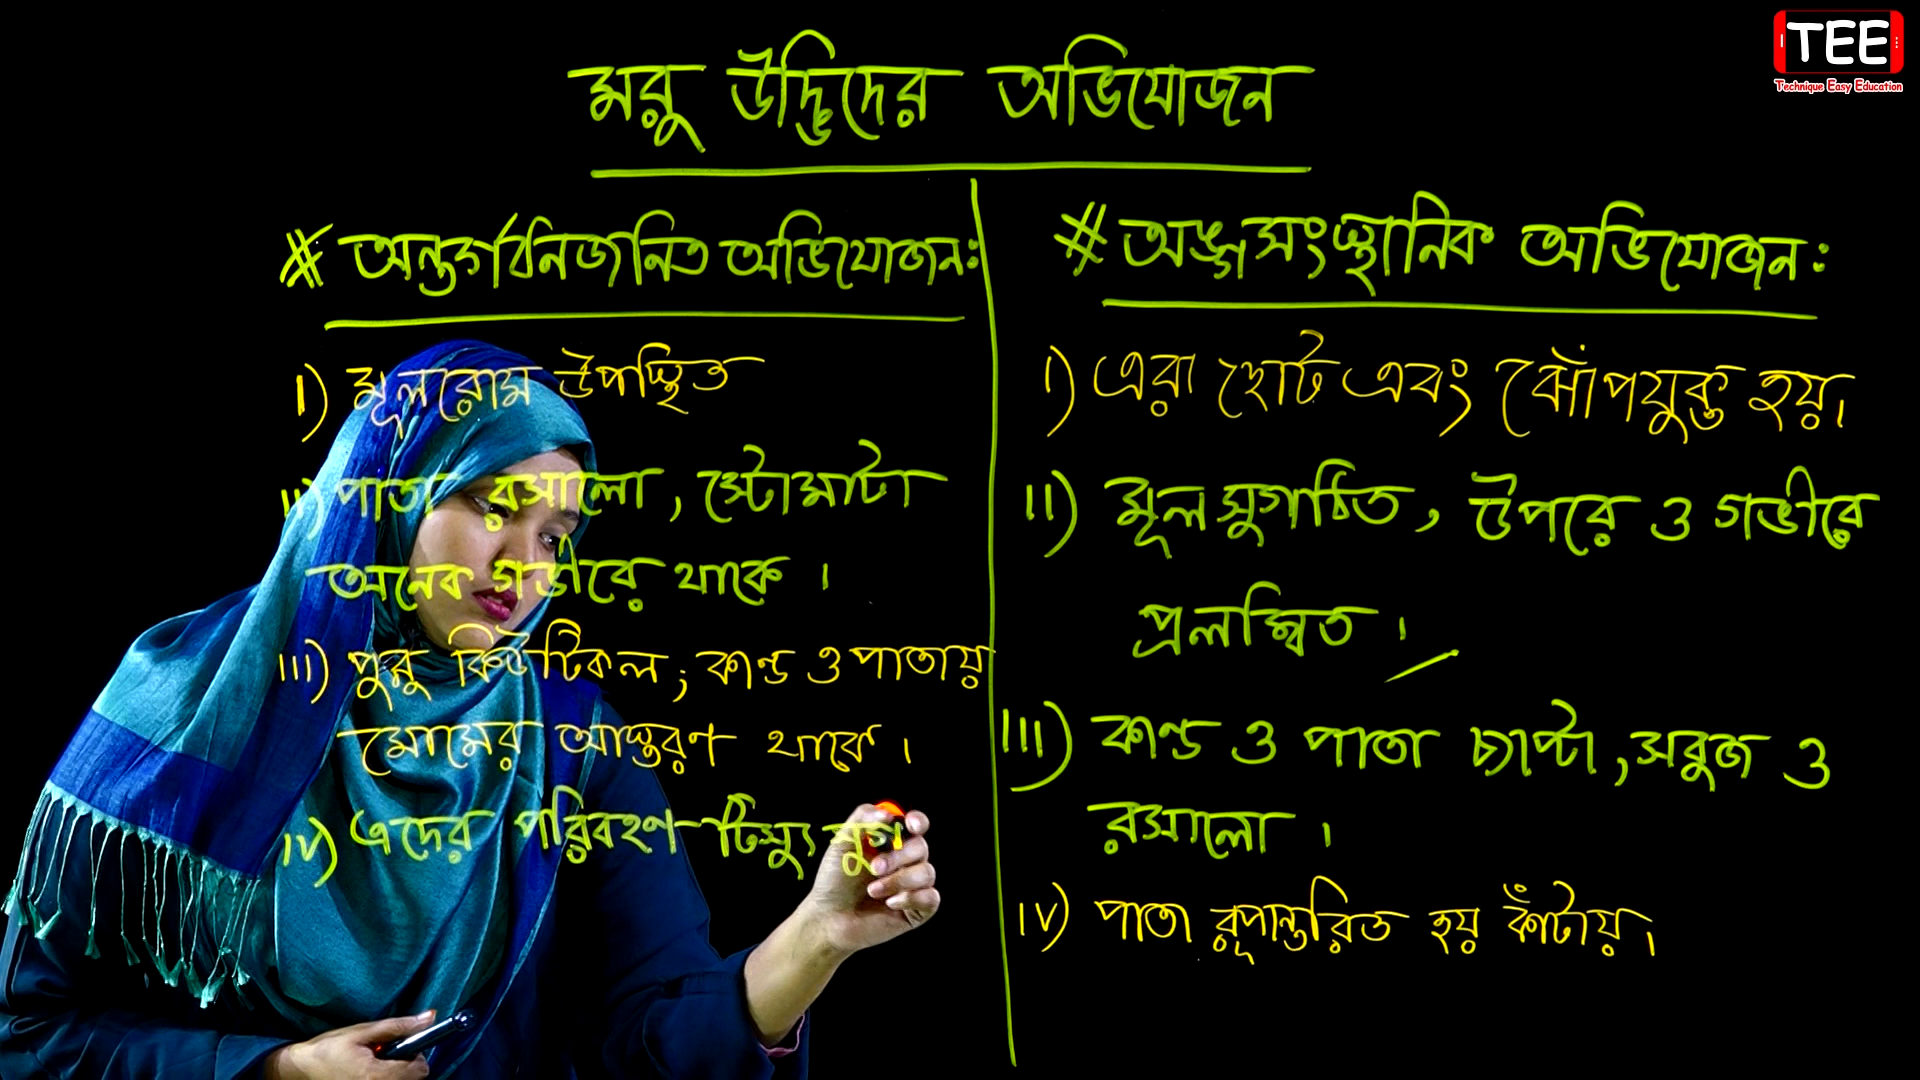 TEE
Technique Easy Education
মরু উদ্ভিদের অভিযোজন
# অন্তর্গঠনিজনিত অভিযোজন:
i) মূলরোম উপস্থিত
ii) পাতা রসালো, স্টোমাটা
অনেক গভীরে থাকে।
iii) পুরু কিউটিকল, কান্ড ও পাতায়
মোমের আস্তরণ থাকে।
iv) এদের পরিবহণ টিস্যু সুগ
# অঙ্গসংস্থানিক অভিযোজন:
i) এরা ছোট এবং ঝোঁপযুক্ত হয়।
ii) মূল সুগঠিত, উপরে ও গভীরে
প্রলম্বিত।
iii) কান্ড ও পাতা চ্যাপ্টা, সবুজ ও
রসালো।
iv) পাতা রূপান্তরিত হয় কাঁটায়।